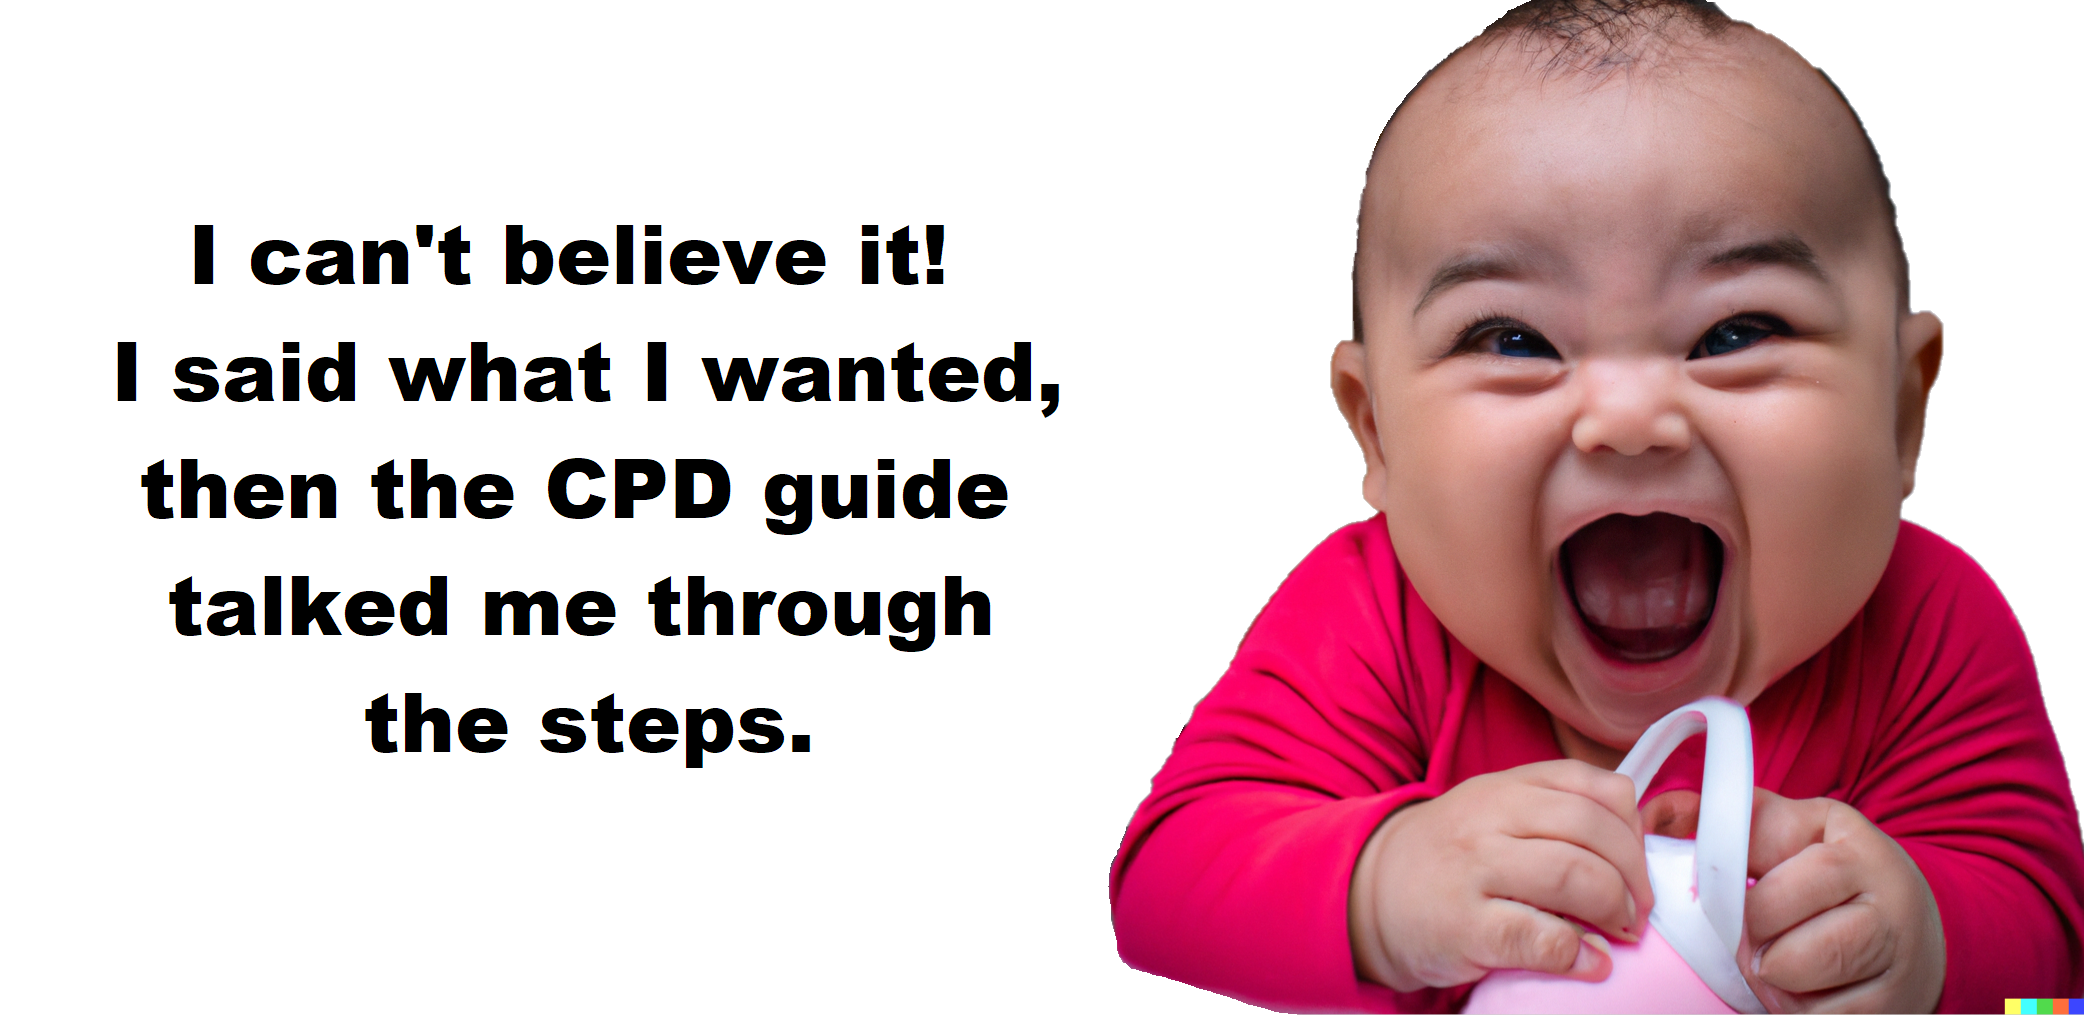 I can't believe it!
I said what I wanted,
then the CPD guide
talked me through
the steps.